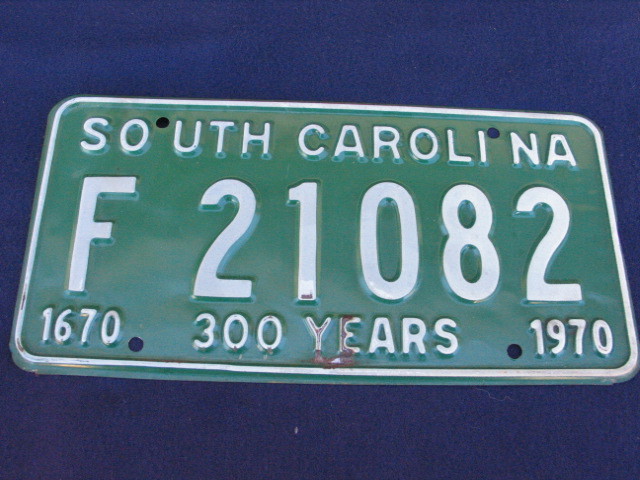 SOUTH CAROLINA
F 21082
1670 300 YEARS 1970